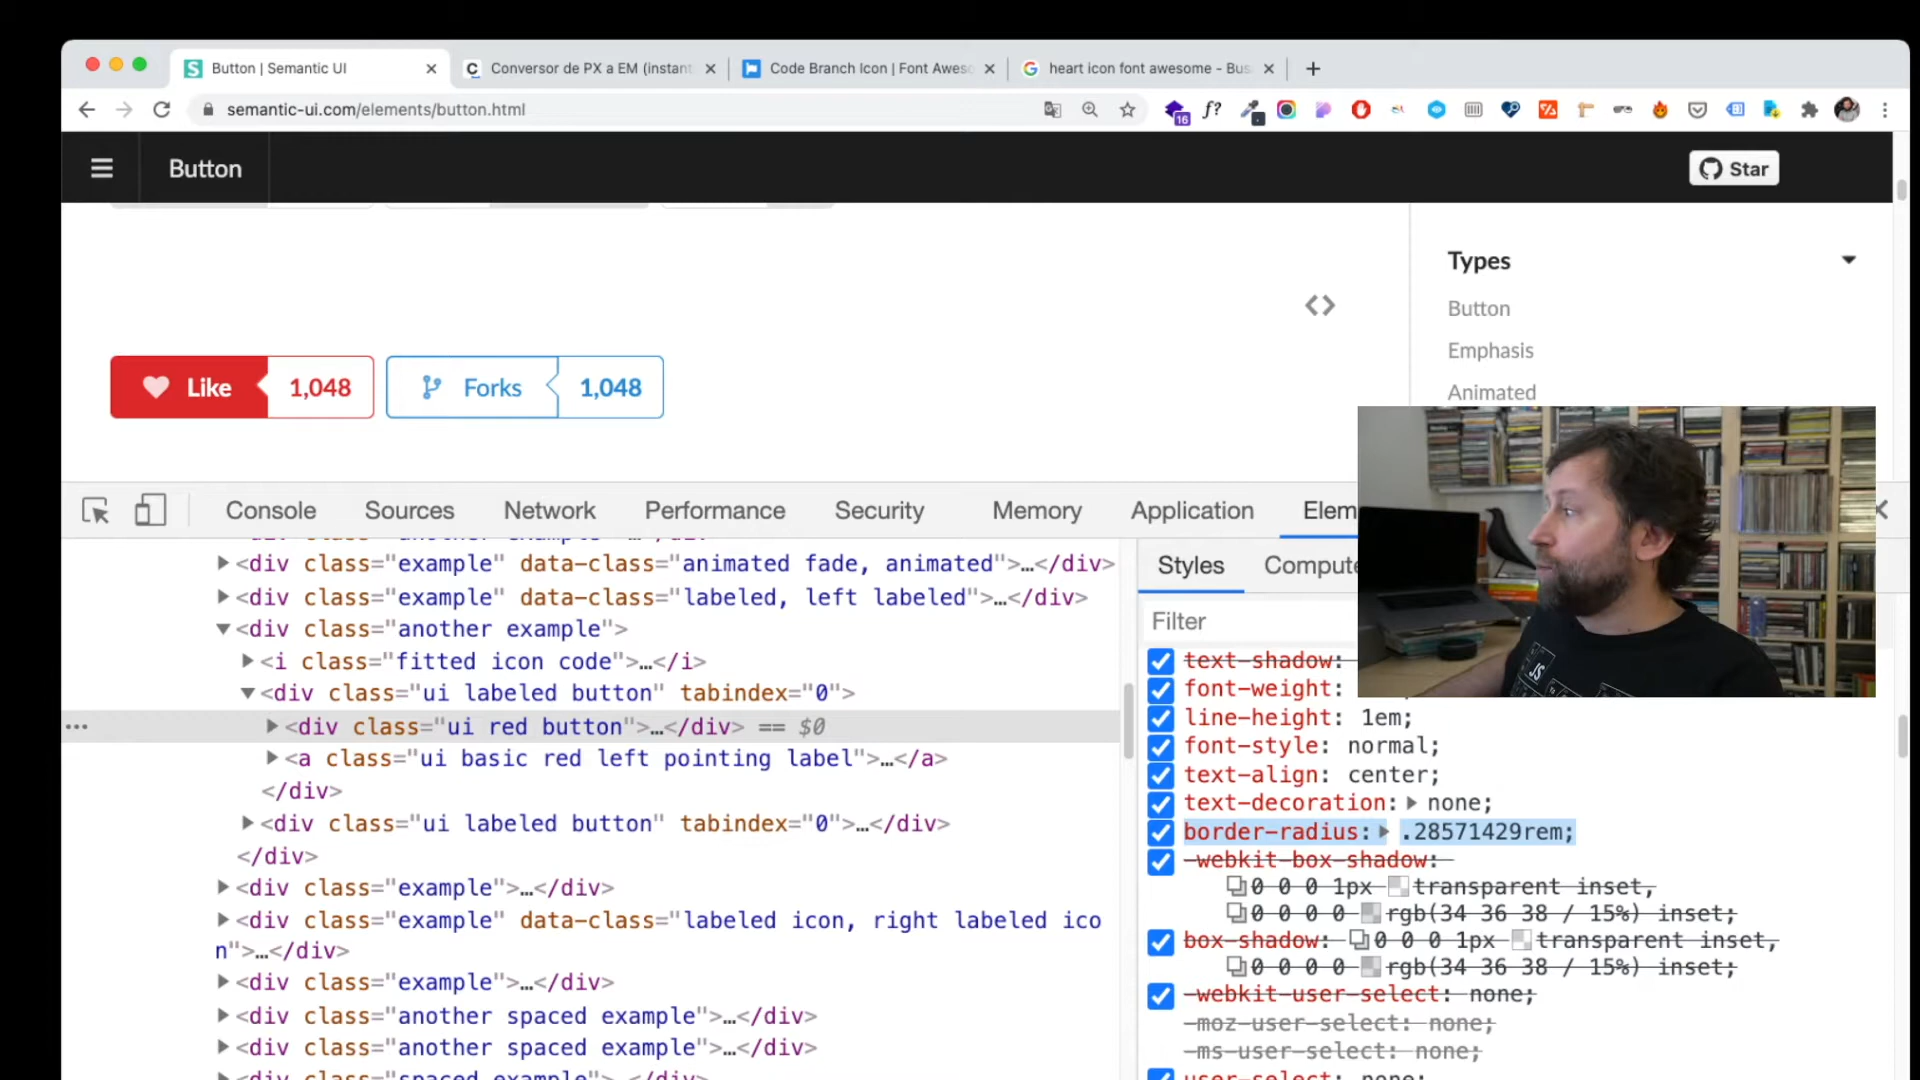 Button | Semantic UI
Conversor de PX a EM (instant
Code Branch Icon | Font Aweso
heart icon font awesome - Bus
semantic-ui.com/elements/button.html
16
f?
Button
Star
Types
Button
Emphasis
Animated
Like
1,048
Forks
1,048
Console
Sources
Network
Performance
Security
Memory
Application
Elem
Styles
Compute
Filter
<div class="example" data-class="animated fade, animated">…</div>
<div class="example" data-class="labeled, left labeled">…</div>
<div class="another example">
<i class="fitted icon code">…</i>
<div class="ui labeled button" tabindex="0">
<div class="ui red button">…</div> == $0
<a class="ui basic red left pointing label">…</a>
</div>
<div class="ui labeled button" tabindex="0">…</div>
</div>
<div class="example">…</div>
<div class="example" data-class="labeled icon, right labeled ico
n">…</div>
<div class="example">…</div>
<div class="another spaced example">…</div>
<div class="another spaced example">…</div>
<div class="spaced example">…</div>
text-shadow:
font-weight:
line-height: 1em;
font-style: normal;
text-align: center;
text-decoration: none;
border-radius: .28571429rem;
-webkit-box-shadow:
0 0 0 1px transparent inset,
0 0 0 0 rgb(34 36 38 / 15%) inset;
box-shadow: 0 0 0 1px transparent inset,
0 0 0 0 rgb(34 36 38 / 15%) inset;
-webkit-user-select: none;
-moz-user-select: none;
-ms-user-select: none;
user-select: none;
JS